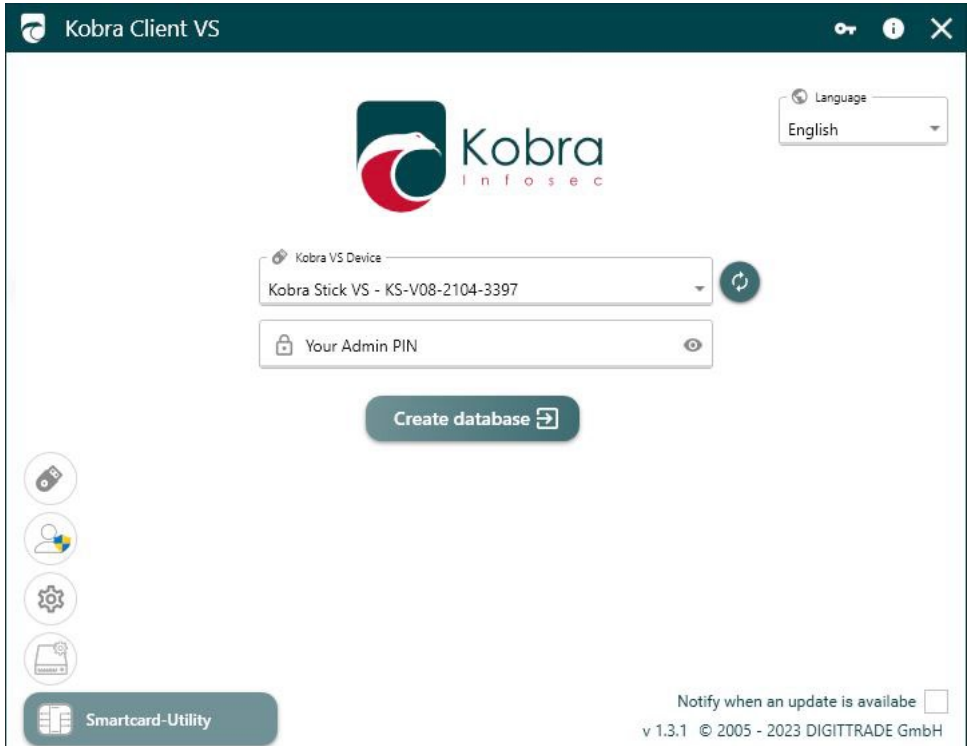 Kobra Client VS
Language
English
Kobra
Infosec
Kobra VS Device
Kobra Stick VS - KS-V08-2104-3397
Your Admin PIN
Create database
Smartcard-Utility
Notify when an update is availabe
v 1.3.1 © 2005 - 2023 DIGITTRADE GmbH